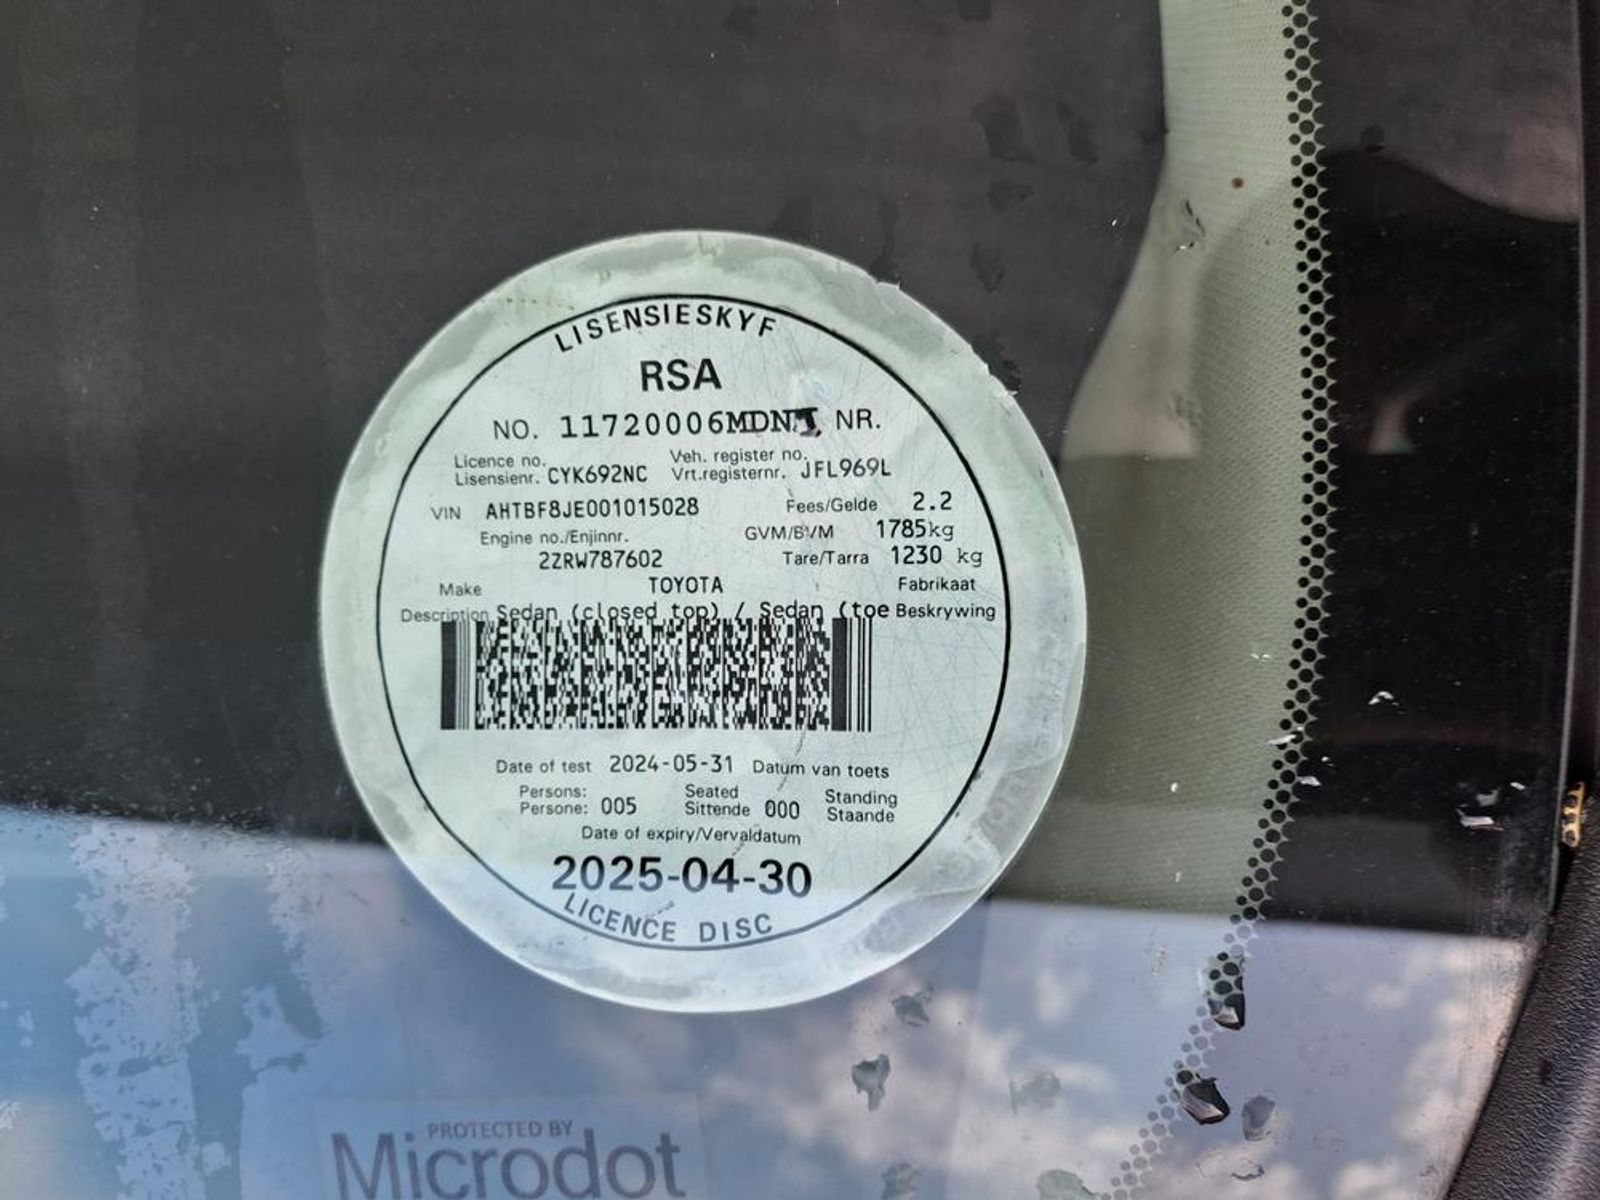 LISENSIESKYF
RSA
NO. 11720006MDNT NR.
Licence no. Veh. register no.
Lisensienr. CYK692NC Vrt.registernr. JFL969L
VIN AHTBF8JE001015028 Fees/Gelde 2.2
Engine no./Enjinnr. GVM/BVM 1785kg
2ZRW787602 Tare/Tarra 1230 kg
Make TOYOTA Fabrikaat
Description Sedan (closed top) / Sedan (toe Beskrywing
Date of test 2024-05-31 Datum van toets
Persons: Seated Standing
Persone: 005 Sittende 000 Staande
Date of expiry/Vervaldatum
2025-04-30
LICENCE DISC
PROTECTED BY
Microdot